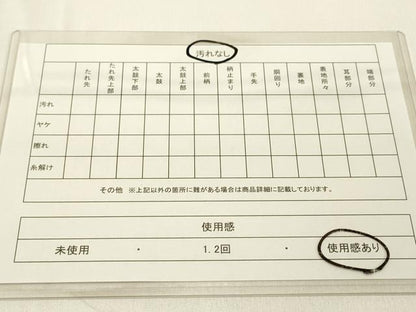 汚れなし
たれ先 たれ先上部 太鼓下部 太鼓 太鼓上部 前柄 柄止まり 手先 胴回り 裏地 着地所々 耳部分 端部分
汚れ
ヤケ
擦れ
糸解け
その他 ※上記以外の箇所に難がある場合は商品詳細に記載しております。
使用感
未使用 ・ 1.2回 ・ 使用感あり